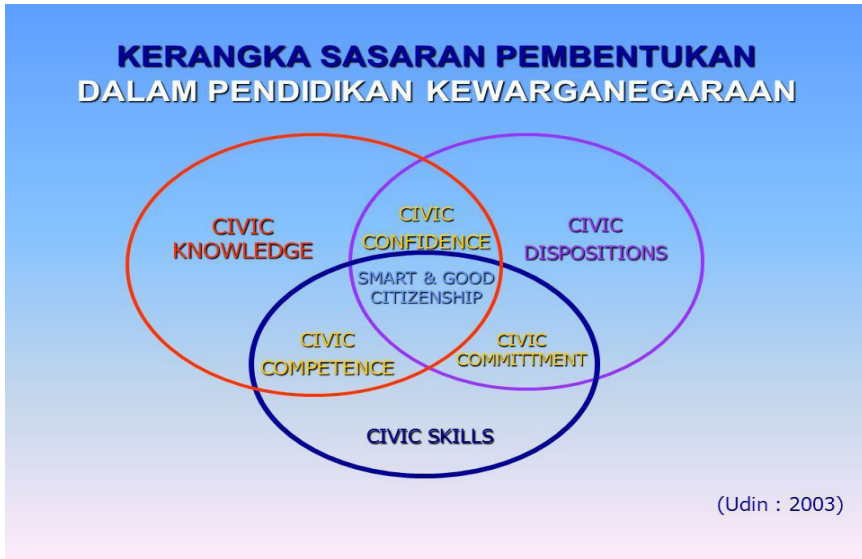 KERANGKA SASARAN PEMBENTUKAN
DALAM PENDIDIKAN KEWARGANEGARAAN
CIVIC
KNOWLEDGE
CIVIC
CONFIDENCE
CIVIC
DISPOSITIONS
SMART & GOOD
CITIZENSHIP
CIVIC
COMPETENCE
CIVIC
COMMITTMENT
CIVIC SKILLS
(Udin : 2003)